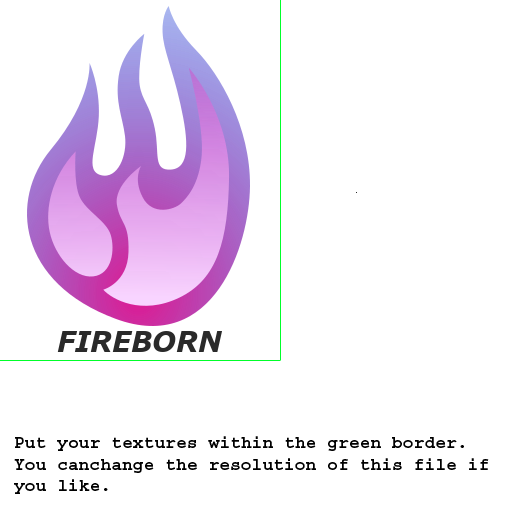 FIREBORN
Put your textures within the green border.
You canchange the resolution of this file if
you like.